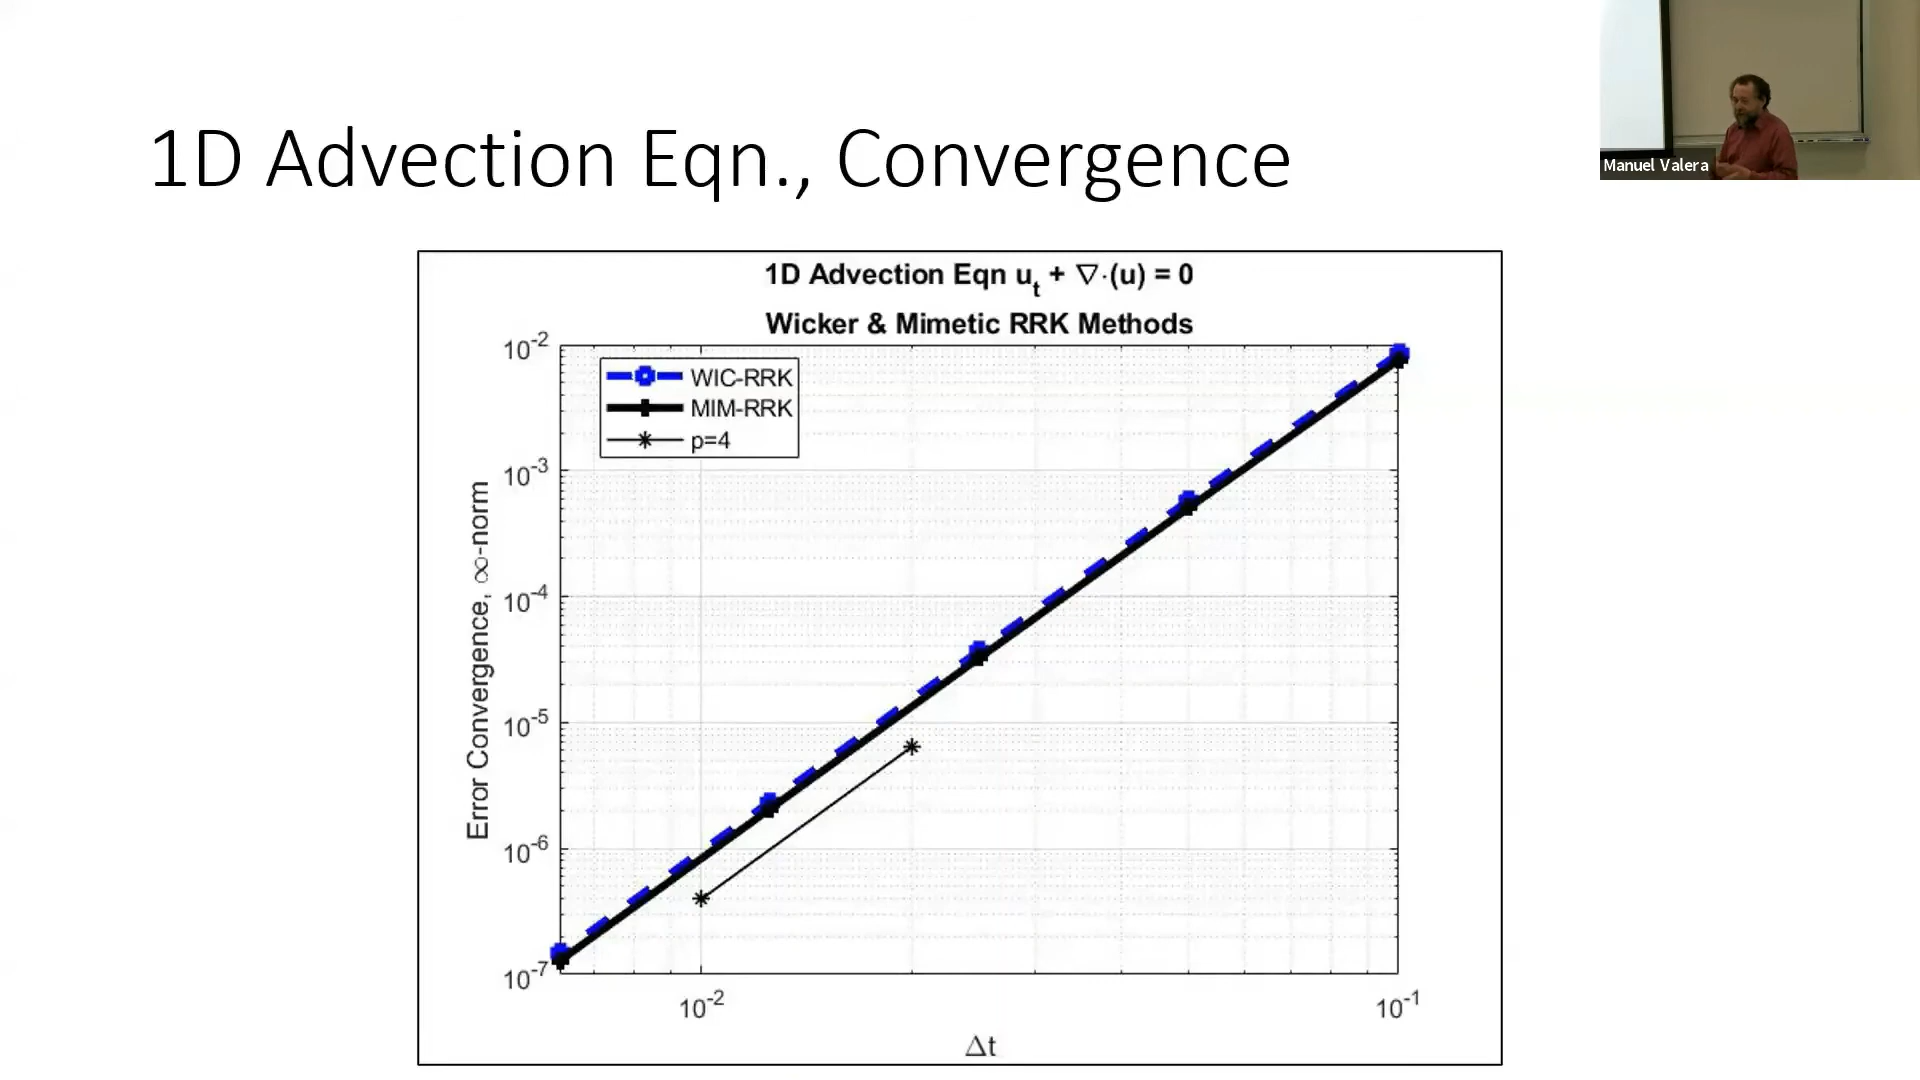 1D Advection Eqn., Convergence
Manuel Valera
1D Advection Eqn u_t + ∇·(u) = 0
Wicker & Mimetic RRK Methods
WIC-RRK
MIM-RRK
p=4
Error Convergence, ∞-norm
10^-2
10^-3
10^-4
10^-5
10^-6
10^-7
10^-2
10^-1
Δt